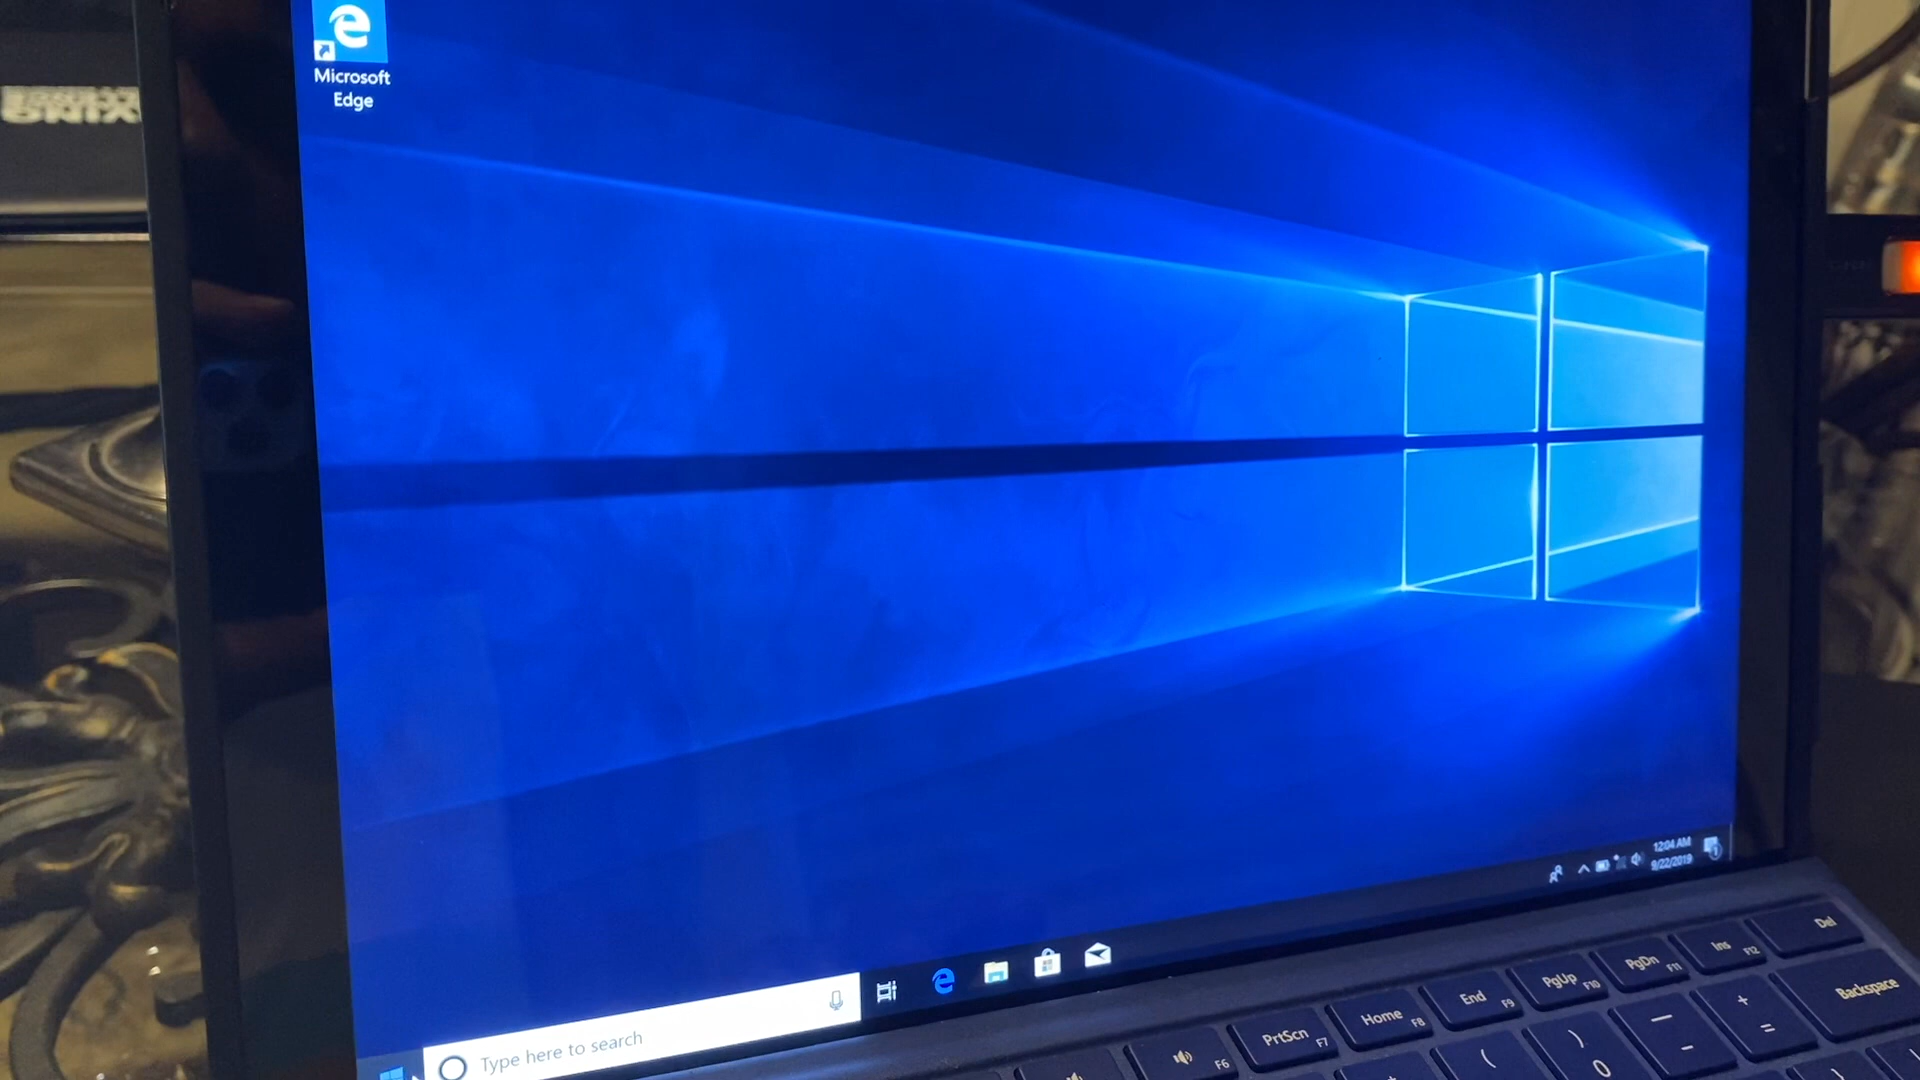 Microsoft
Edge
12:04 AM
9/22/2019
Type here to search
Del
Ins F12
PgDn F11
PgUp F10
End F9
Home F8
PrtScn F7
F6
Backspace
+
=
—
-
)
0
(